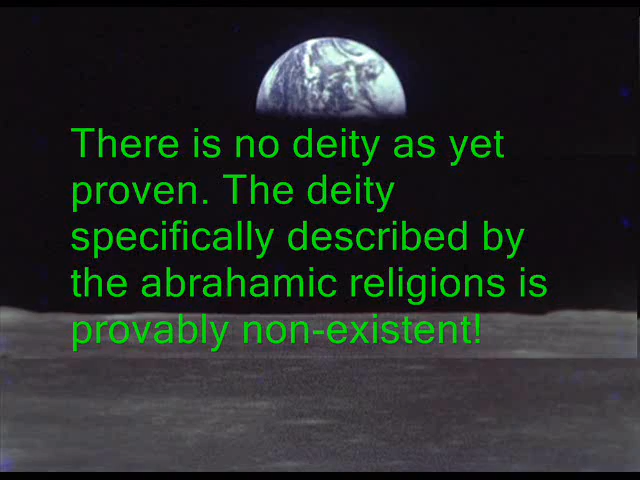 There is no deity as yet
proven. The deity
specifically described by
the abrahamic religions is
provably non-existent!